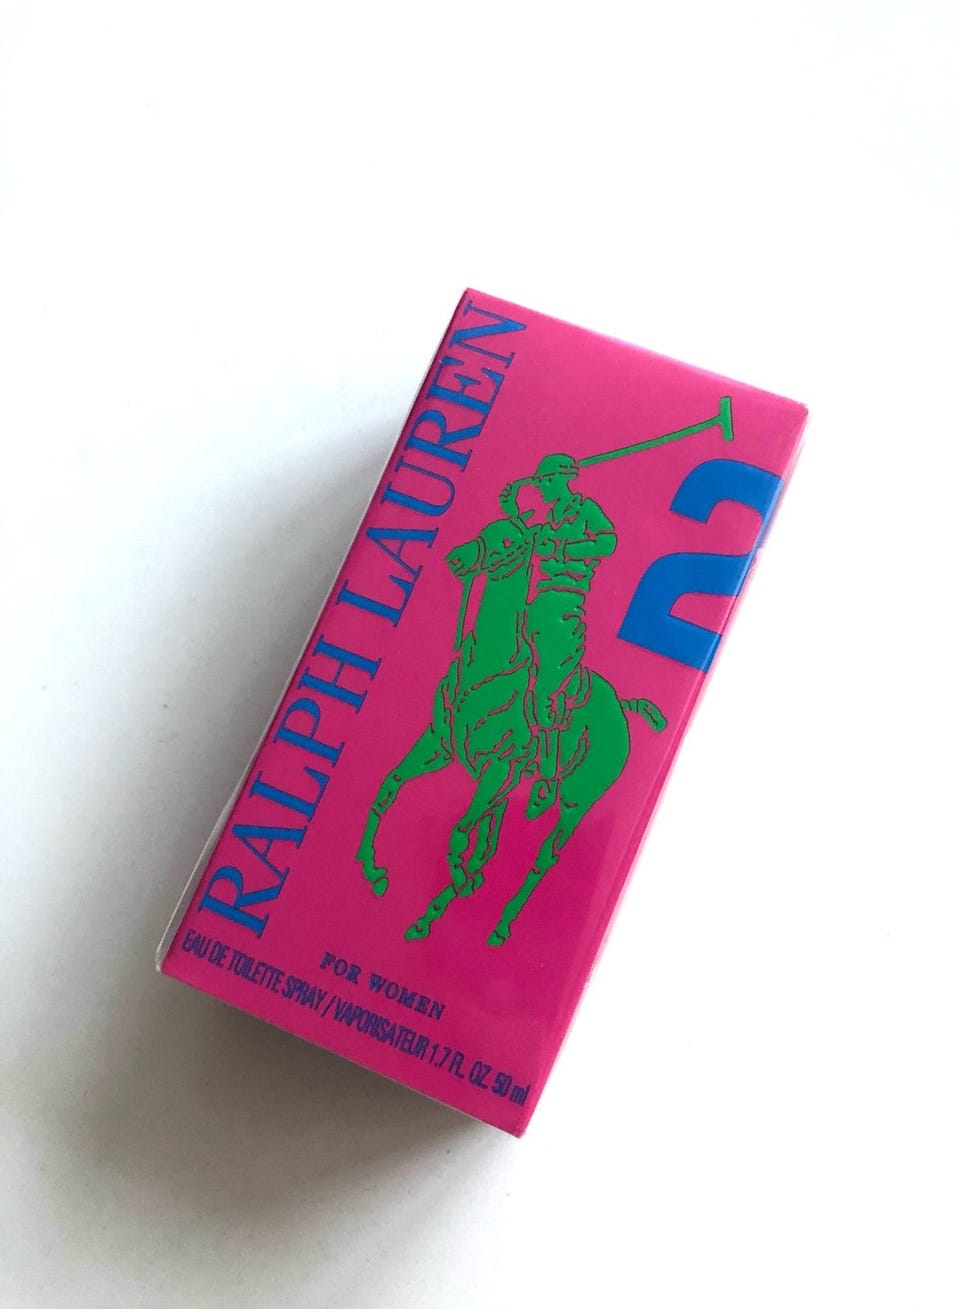 RALPH LAUREN
2
FOR WOMEN
EAU DE TOILETTE SPRAY / VAPORISATEUR 1.7 FL. OZ. 50 ml